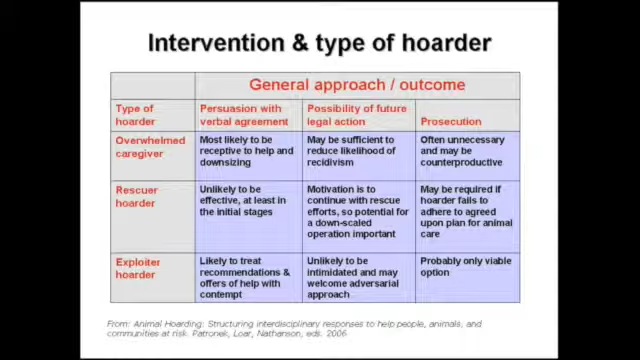 Intervention & type of hoarder
General approach / outcome
Type of
hoarder
Persuasion with
verbal agreement
Possibility of future
legal action
Prosecution
Overwhelmed
caregiver
Most likely to be
receptive to help and
downsizing
May be sufficient to
reduce likelihood of
recidivism
Often unnecessary
and may be
counterproductive
Rescuer
hoarder
Unlikely to be
effective, at least in
the initial stages
Motivation is to
continue with rescue
efforts, so potential for
a down-scaled
operation important
May be required if
hoarder fails to
adhere to agreed
upon plan for animal
care
Exploiter
hoarder
Likely to treat
recommendations &
offers of help with
contempt
Unlikely to be
intimidated and may
welcome adversarial
approach
Probably only viable
option
From: Animal Hoarding: Structuring interdisciplinary responses to help people, animals, and
communities at risk. Patronek, Loar, Nathanson, eds. 2006